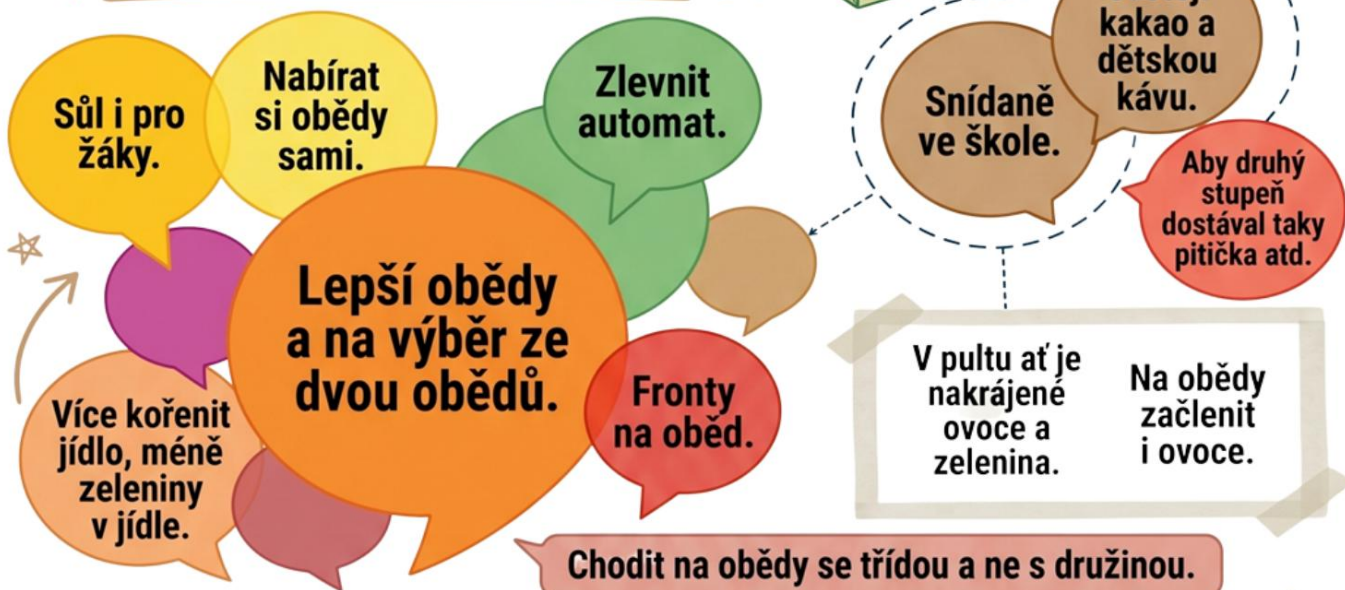 Sůl i pro
žáky.
Nabírat
si obědy
sami.
Zlevnit
automat.
kakao a
dětskou
kávu.
Snídaně
ve škole.
Aby druhý
stupeň
dostával taky
pitička atd.
Lepší obědy
a na výběr ze
dvou obědů.
Fronty
na oběd.
Více kořenit
jídlo, méně
zeleniny
v jídle.
V pultu ať je
nakrájené
ovoce a
zelenina.
Na obědy
začlenit
i ovoce.
Chodit na obědy se třídou a ne s družinou.